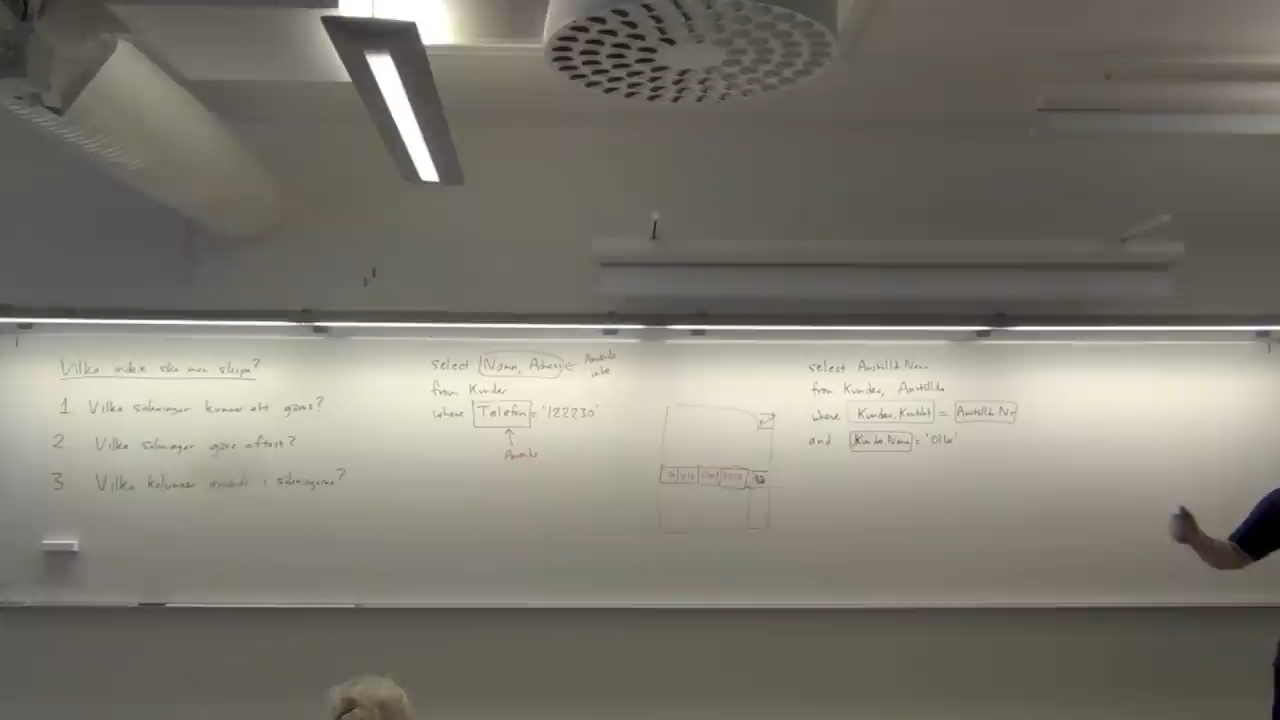 Vilka index ska man skapa?
1 Vilka sökningar kommer att göras?
2 Vilka sökningar görs oftast?
3 Vilka kolumner används i sökningarna?
select Namn, Adress
from Kunder
where Telefon = '122230'
select Anställd.Namn
from Kunder, Anställda
where Kunder.Kontakt = Anställd.Nr
and Kunder.Namn = 'Olle'